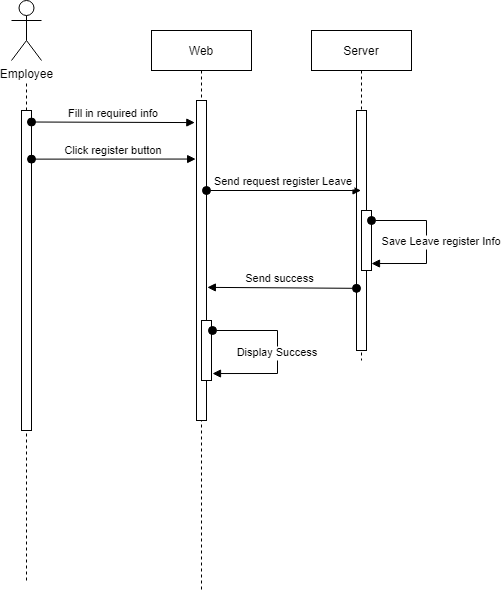 Employee
Web
Server
Fill in required info
Click register button
Send request register Leave
Save Leave register Info
Send success
Display Success